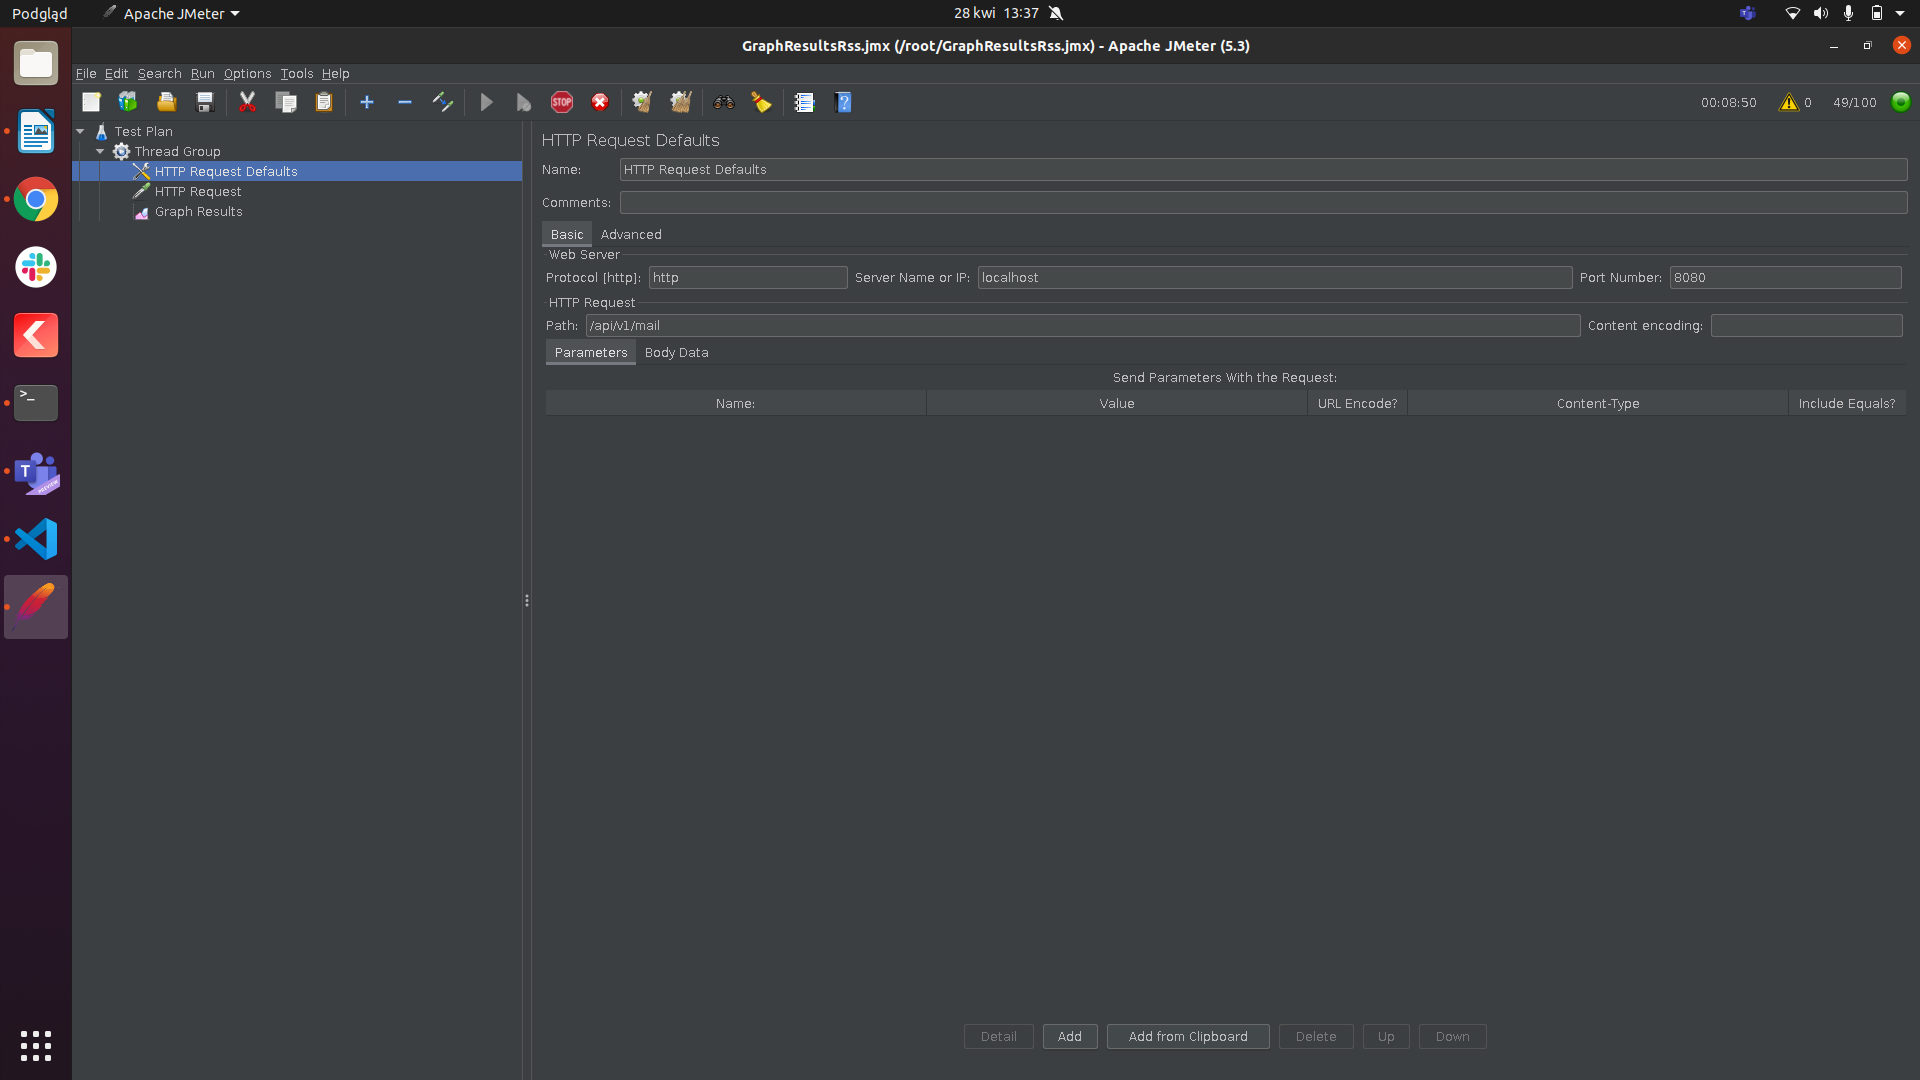 Podgląd Apache JMeter 28 kwi 13:37
GraphResultsRss.jmx (/root/GraphResultsRss.jmx) - Apache JMeter (5.3)
File Edit Search Run Options Tools Help
STOP ? 00:08:50 0 49/100
Test Plan
Thread Group
HTTP Request Defaults
HTTP Request
Graph Results
HTTP Request Defaults
Name: HTTP Request Defaults
Comments:
Basic Advanced
Web Server
Protocol [http]: http Server Name or IP: localhost Port Number: 8080
HTTP Request
Path: /api/v1/mail Content encoding:
Parameters Body Data
Send Parameters With the Request:
Name: Value URL Encode? Content-Type Include Equals?
>_
T
PREVIEW
Detail Add Add from Clipboard Delete Up Down